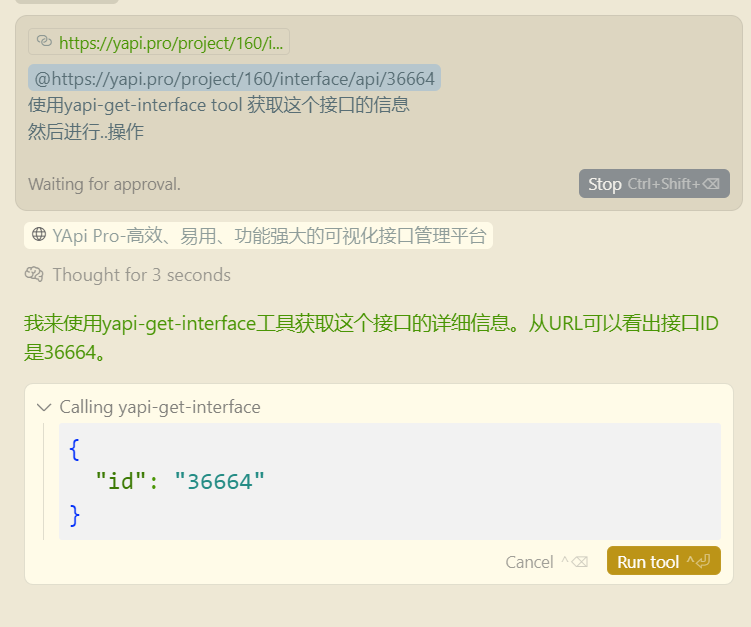 https://yapi.pro/project/160/i...
@https://yapi.pro/project/160/interface/api/36664
使用yapi-get-interface tool 获取这个接口的信息
然后进行..操作
Waiting for approval.
Stop Ctrl+Shift+⌫
YApi Pro-高效、易用、功能强大的可视化接口管理平台
Thought for 3 seconds
我来使用yapi-get-interface工具获取这个接口的详细信息。从URL可以看出接口ID
是36664。
Calling yapi-get-interface
{
"id": "36664"
}
Cancel ^⌫
Run tool ^⏎